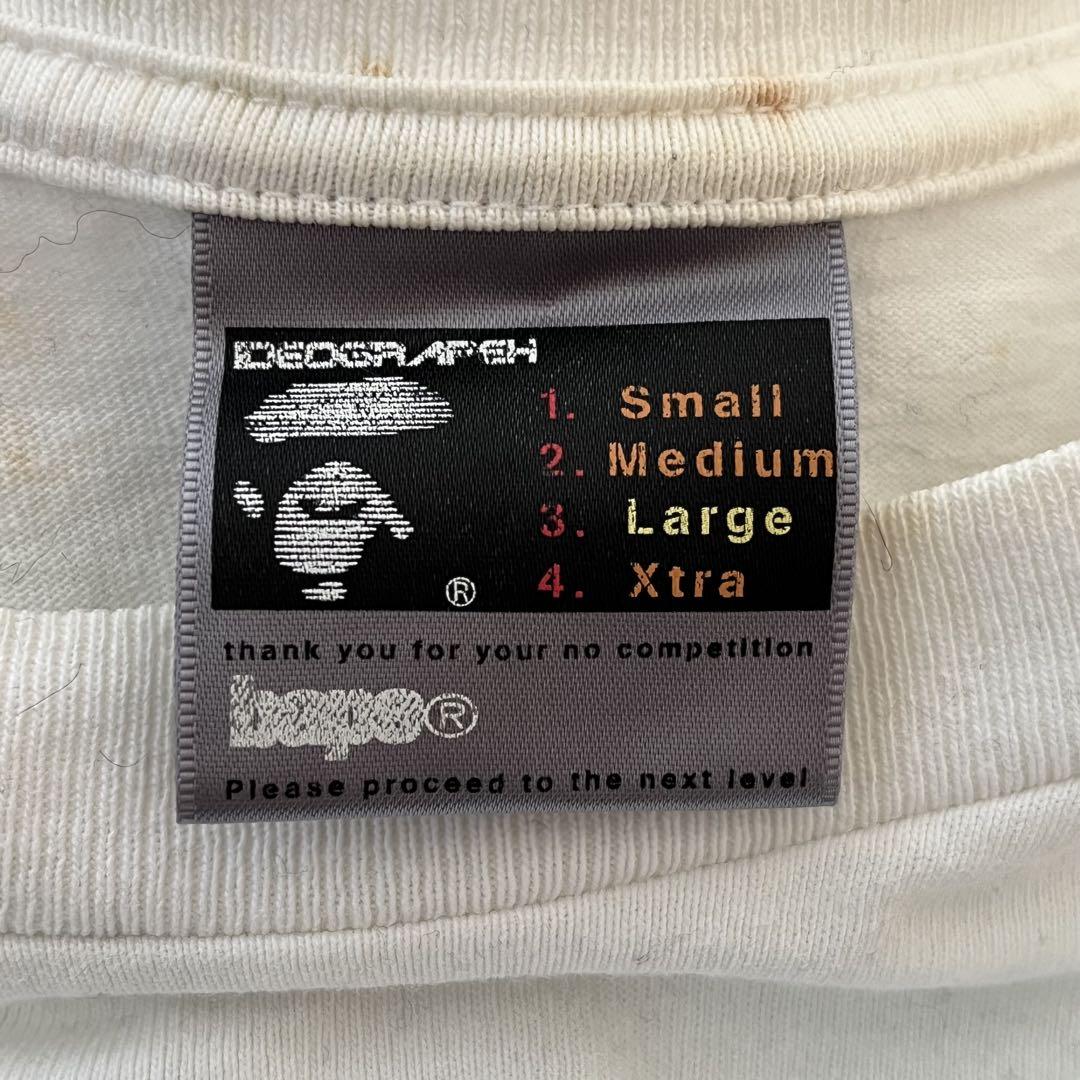 IDEOGRAPEH
1. Small
2. Medium
3. Large
4. Xtra
®
thank you for your no competition
bape®
Please proceed to the next level